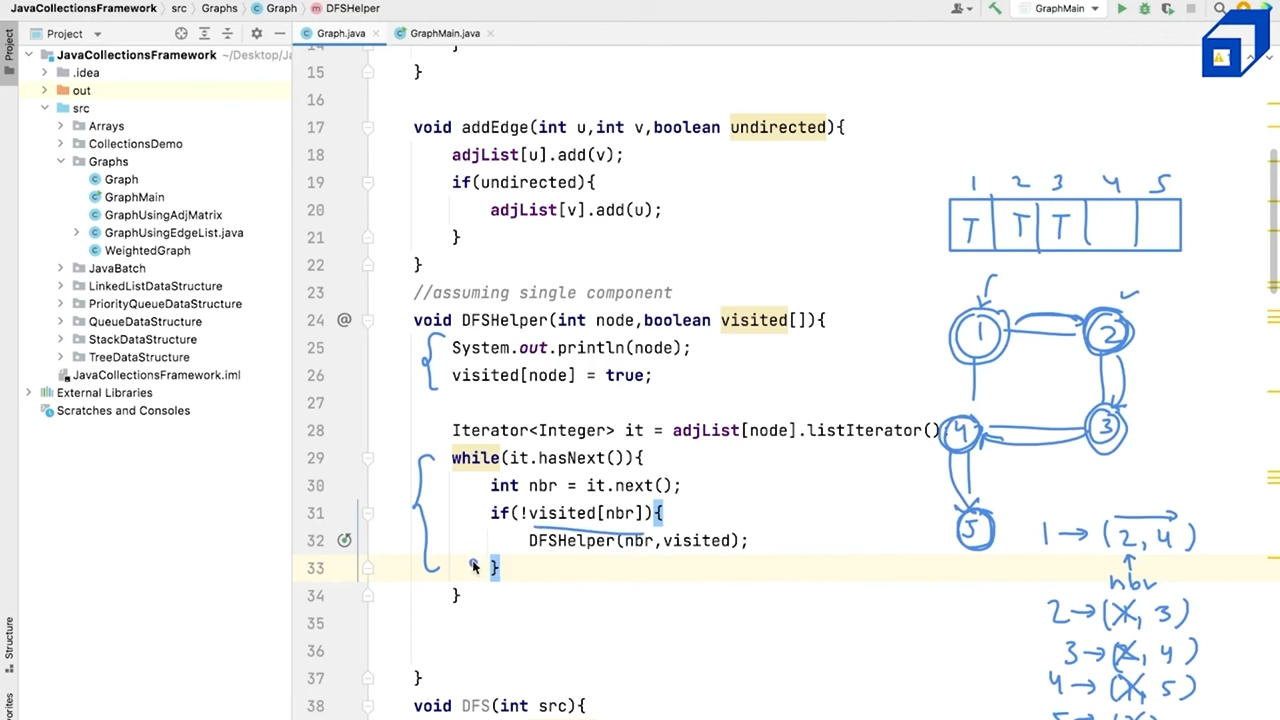 JavaCollectionsFramework › src › Graphs › Graph › DFSHelper
GraphMain
Project
Project
Graph.java
GraphMain.java
JavaCollectionsFramework ~/Desktop/Ja
.idea
out
src
Arrays
CollectionsDemo
Graphs
Graph
GraphMain
GraphUsingAdjMatrix
GraphUsingEdgeList.java
WeightedGraph
JavaBatch
LinkedListDataStructure
PriorityQueueDataStructure
QueueDataStructure
StackDataStructure
TreeDataStructure
JavaCollectionsFramework.iml
External Libraries
Scratches and Consoles
Structure
14 }
15 }
16
17 void addEdge(int u,int v,boolean undirected){
18 adjList[u].add(v);
19 if(undirected){
20 adjList[v].add(u);
21 }
22 }
23 //assuming single component
24 void DFSHelper(int node,boolean visited[]){
25 System.out.println(node);
26 visited[node] = true;
27
28 Iterator<Integer> it = adjList[node].listIterator()
29 while(it.hasNext()){
30 int nbr = it.next();
31 if(!visited[nbr]){
32 DFSHelper(nbr,visited);
33 }
34 }
35
36
37 }
38 void DFS(int src){
1 2 3 4 5
T T T
1 2
4 3
5
1 → (2, 4)
nbr
2 → (X, 3)
3 → (2, 4)
4 → (X, 5)